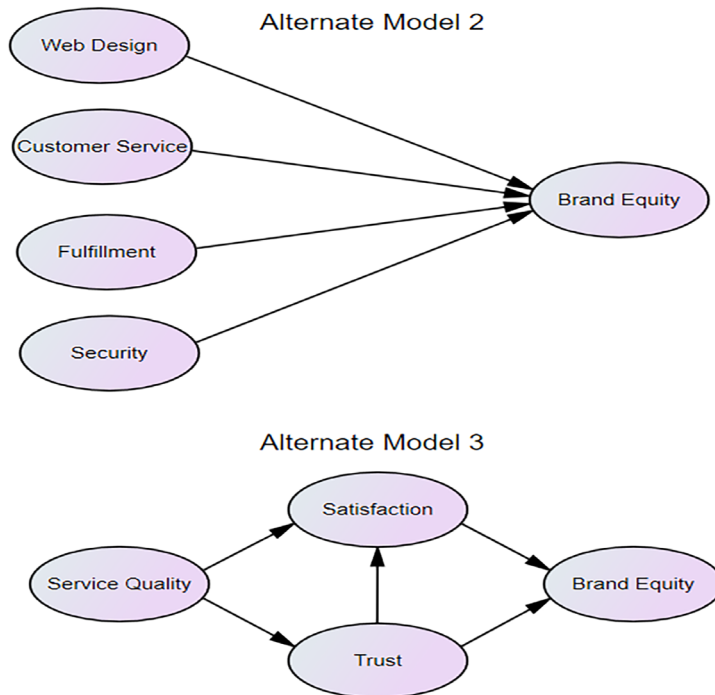 Alternate Model 2
Web Design
Customer Service
Brand Equity
Fulfillment
Security
Alternate Model 3
Satisfaction
Service Quality
Brand Equity
Trust